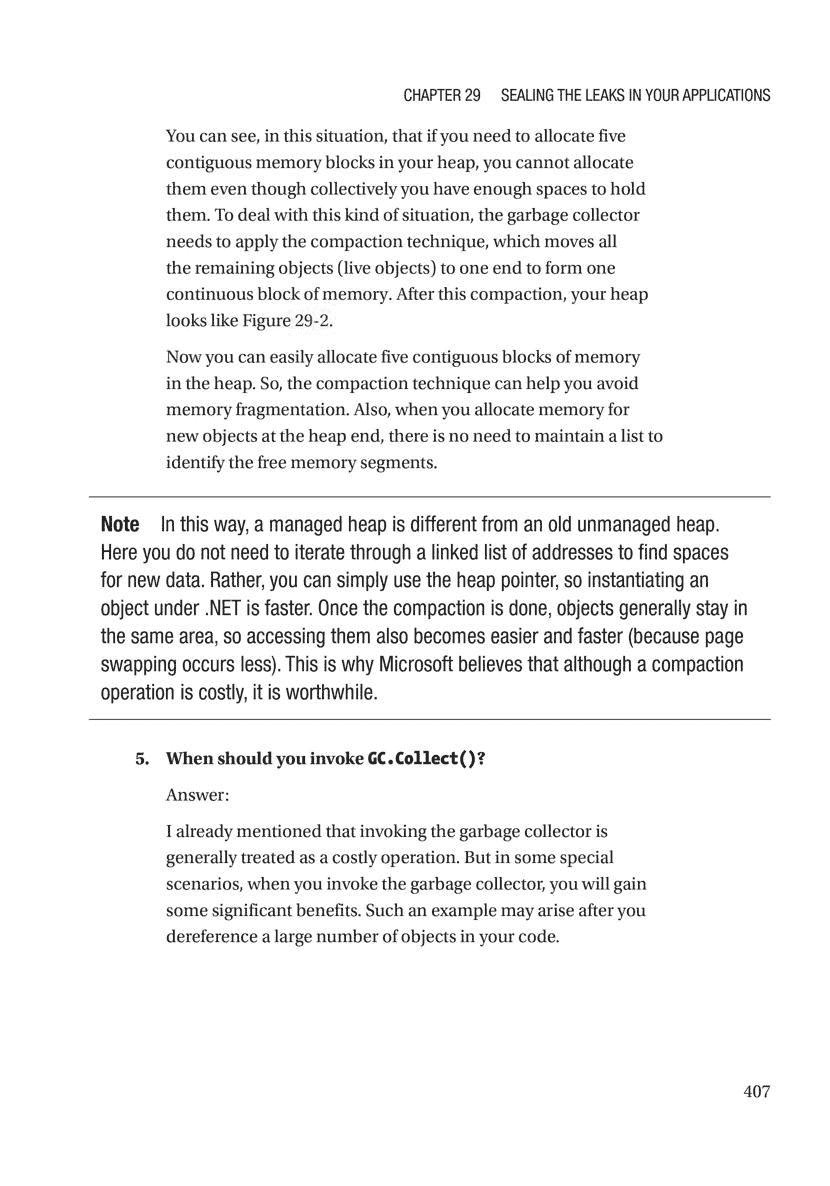 CHAPTER 29 SEALING THE LEAKS IN YOUR APPLICATIONS
You can see, in this situation, that if you need to allocate five
contiguous memory blocks in your heap, you cannot allocate
them even though collectively you have enough spaces to hold
them. To deal with this kind of situation, the garbage collector
needs to apply the compaction technique, which moves all
the remaining objects (live objects) to one end to form one
continuous block of memory. After this compaction, your heap
looks like Figure 29-2.
Now you can easily allocate five contiguous blocks of memory
in the heap. So, the compaction technique can help you avoid
memory fragmentation. Also, when you allocate memory for
new objects at the heap end, there is no need to maintain a list to
identify the free memory segments.
Note In this way, a managed heap is different from an old unmanaged heap.
Here you do not need to iterate through a linked list of addresses to find spaces
for new data. Rather, you can simply use the heap pointer, so instantiating an
object under .NET is faster. Once the compaction is done, objects generally stay in
the same area, so accessing them also becomes easier and faster (because page
swapping occurs less). This is why Microsoft believes that although a compaction
operation is costly, it is worthwhile.
5. When should you invoke GC.Collect()?
Answer:
I already mentioned that invoking the garbage collector is
generally treated as a costly operation. But in some special
scenarios, when you invoke the garbage collector, you will gain
some significant benefits. Such an example may arise after you
dereference a large number of objects in your code.
407